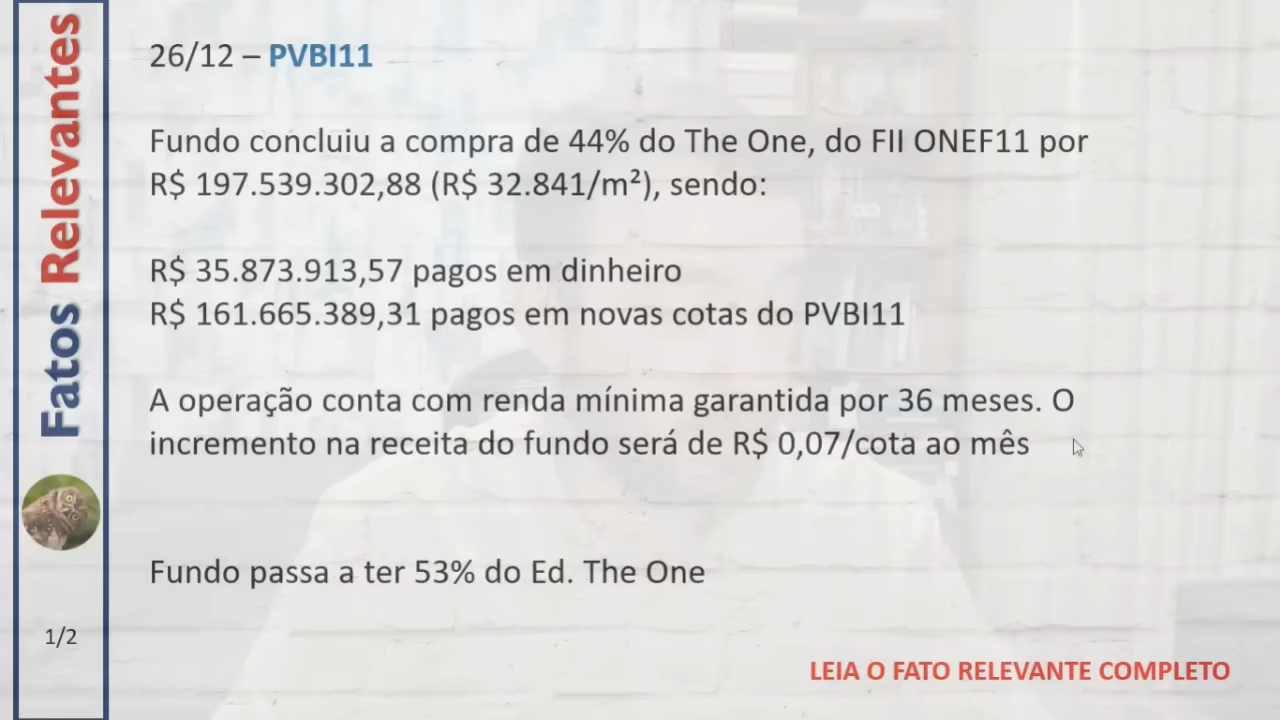 Fatos Relevantes
1/2
26/12 – PVBI11
Fundo concluiu a compra de 44% do The One, do FII ONEF11 por
R$ 197.539.302,88 (R$ 32.841/m²), sendo:
R$ 35.873.913,57 pagos em dinheiro
R$ 161.665.389,31 pagos em novas cotas do PVBI11
A operação conta com renda mínima garantida por 36 meses. O
incremento na receita do fundo será de R$ 0,07/cota ao mês
Fundo passa a ter 53% do Ed. The One
LEIA O FATO RELEVANTE COMPLETO